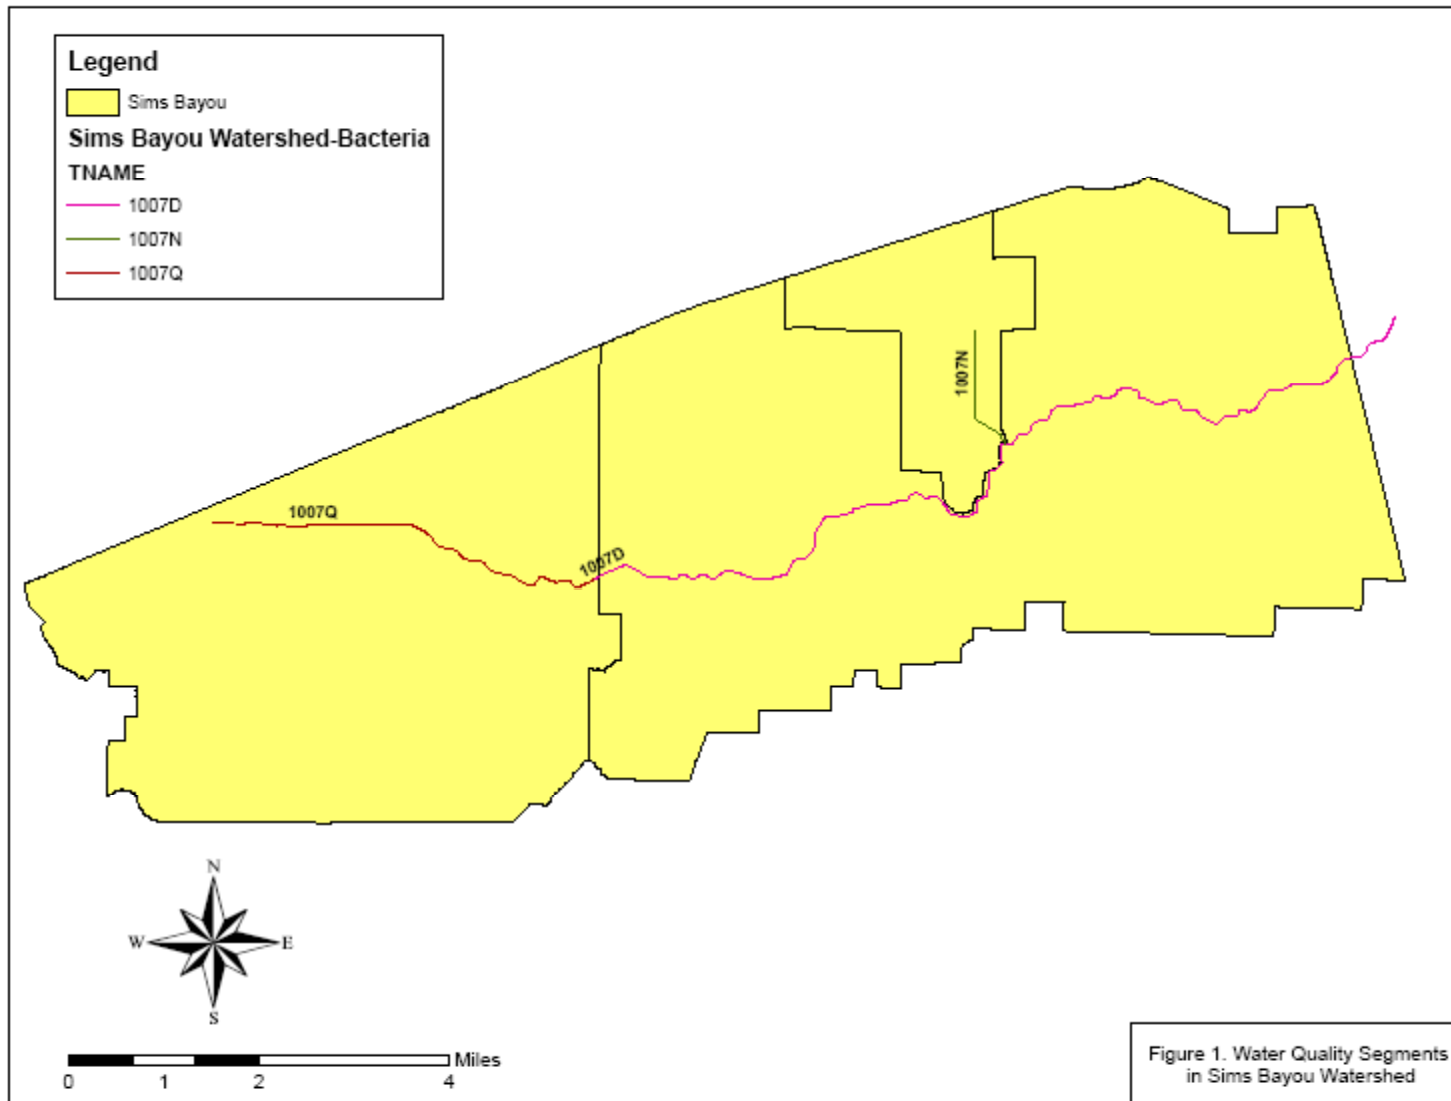 Legend
Sims Bayou
Sims Bayou Watershed-Bacteria
TNAME
1007D
1007N
1007Q
1007N
1007Q
1007D
N
W
E
S
Miles
0 1 2 4
Figure 1. Water Quality Segments
in Sims Bayou Watershed